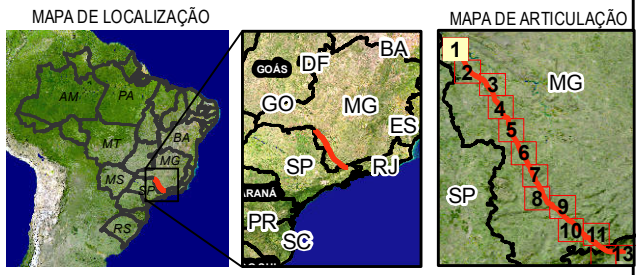 MAPA DE LOCALIZAÇÃO
AM
PA
MT
BA
MG
MS
SP
RS
BA
DF
GOÁS
GO
MG
ES
SP
RJ
ARANÁ
PR
SC
MAPA DE ARTICULAÇÃO
1
2
3
MG
4
5
6
7
SP
8
9
10
11
13